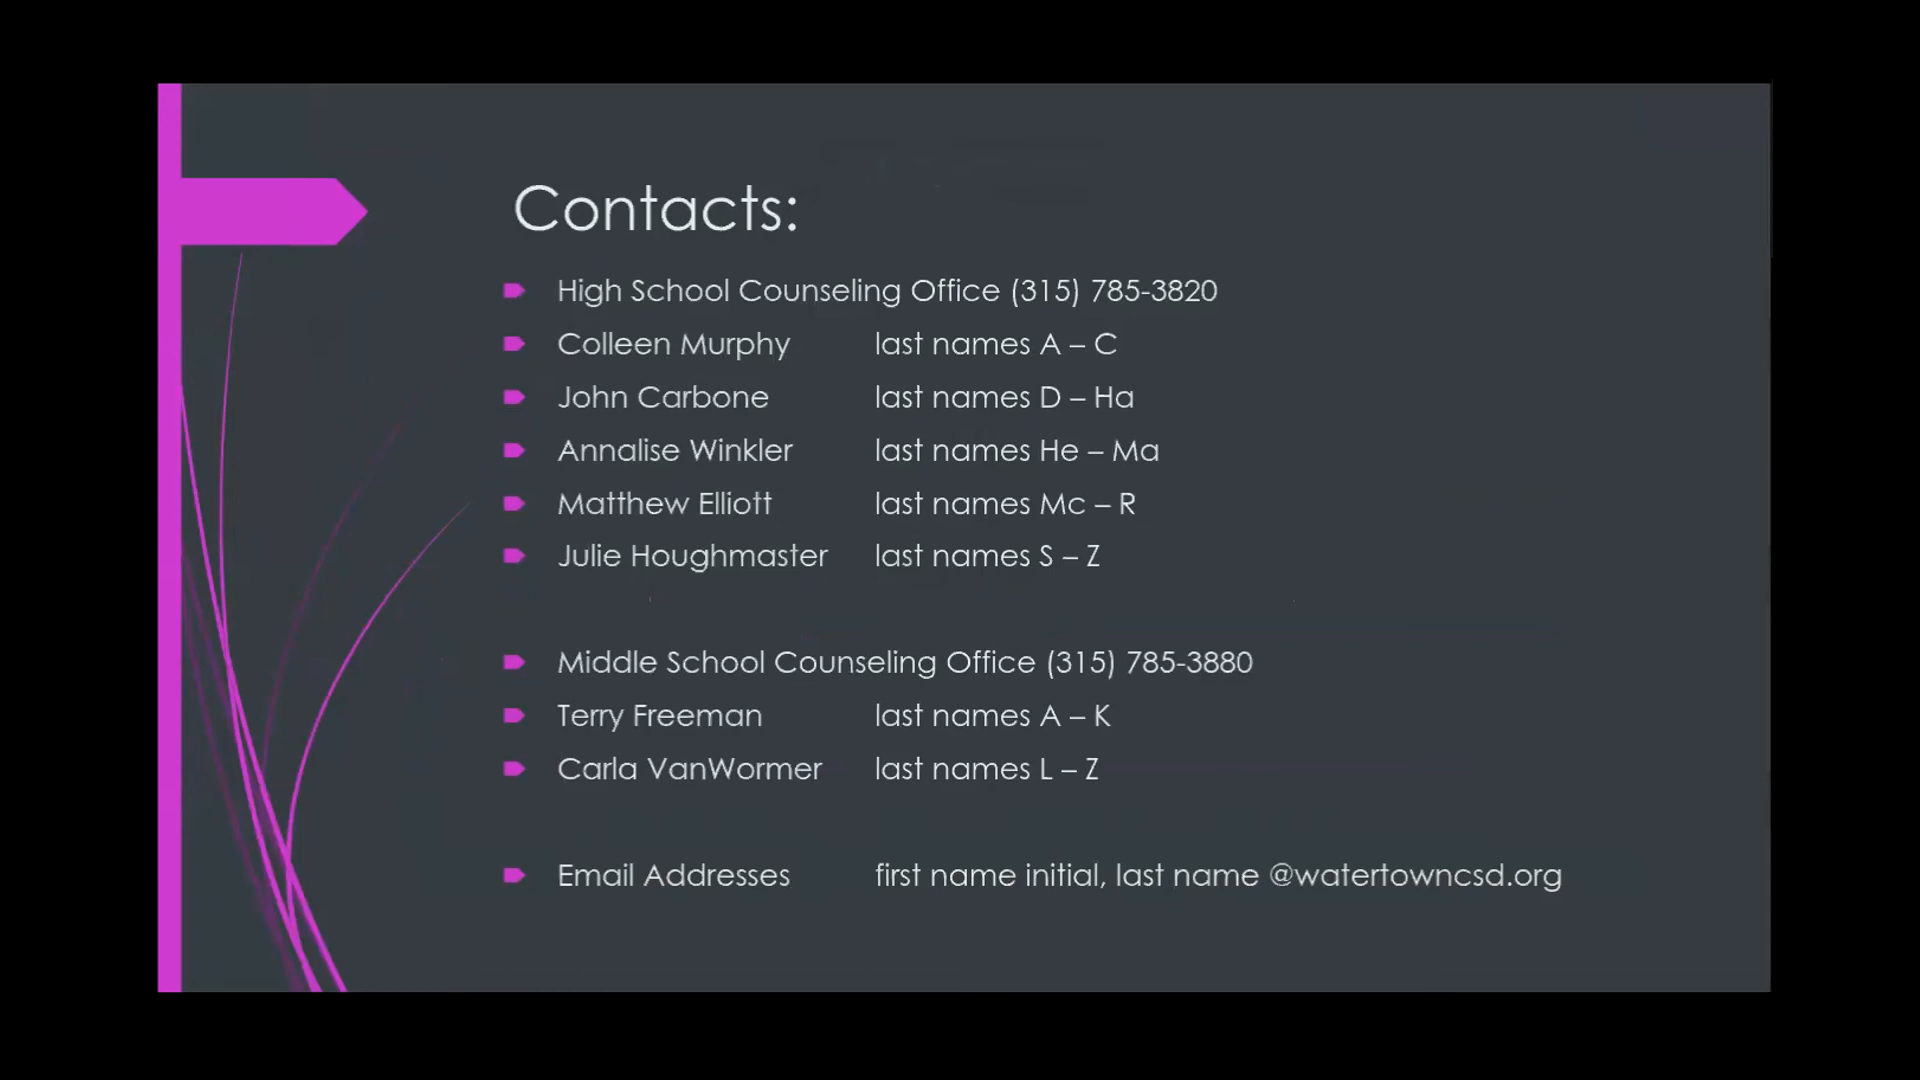 Contacts:
High School Counseling Office (315) 785-3820
Colleen Murphy last names A – C
John Carbone last names D – Ha
Annalise Winkler last names He – Ma
Matthew Elliott last names Mc – R
Julie Houghmaster last names S – Z
Middle School Counseling Office (315) 785-3880
Terry Freeman last names A – K
Carla VanWormer last names L – Z
Email Addresses first name initial, last name @watertowncsd.org